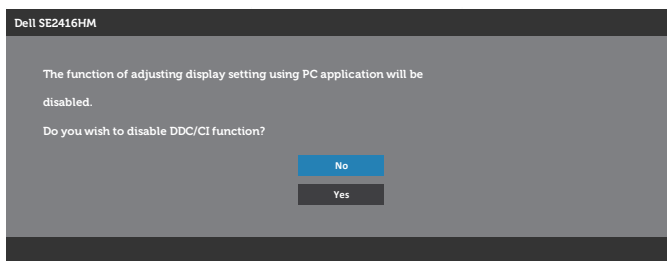 Dell SE2416HM
The function of adjusting display setting using PC application will be
disabled.
Do you wish to disable DDC/CI function?
No
Yes